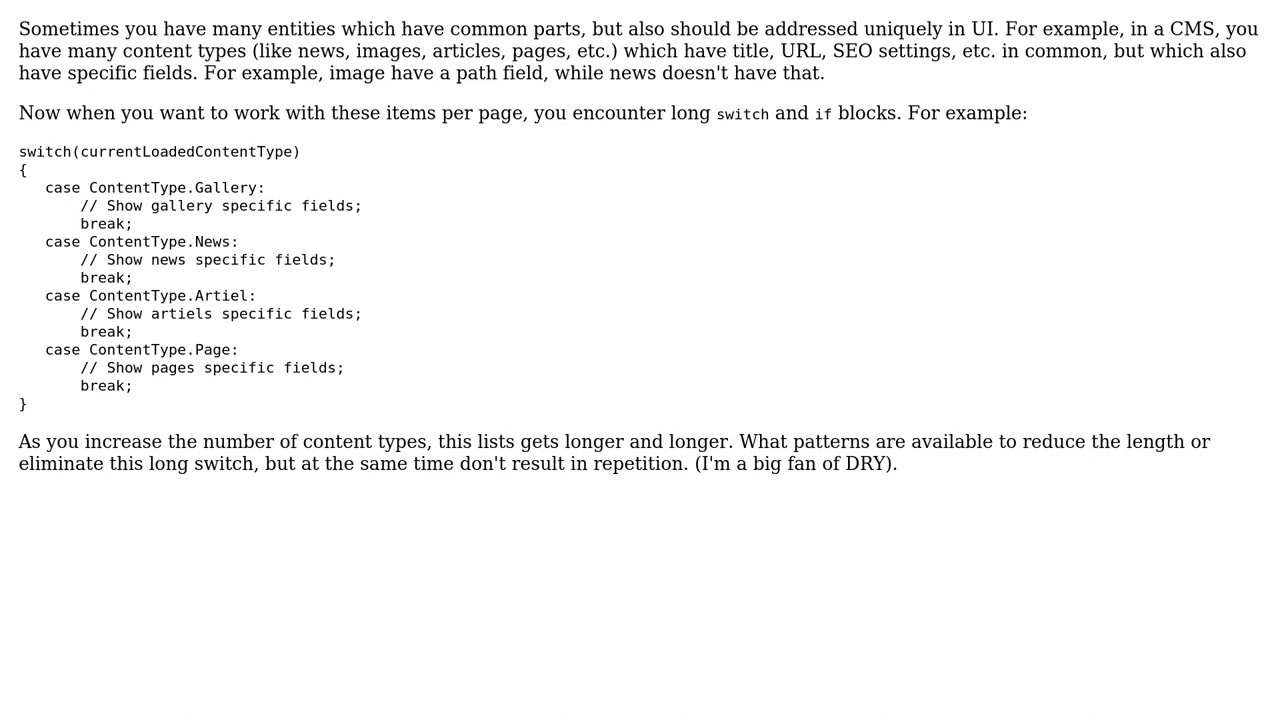 Sometimes you have many entities which have common parts, but also should be addressed uniquely in UI. For example, in a CMS, you
have many content types (like news, images, articles, pages, etc.) which have title, URL, SEO settings, etc. in common, but which also
have specific fields. For example, image have a path field, while news doesn't have that.
Now when you want to work with these items per page, you encounter long switch and if blocks. For example:
switch(currentLoadedContentType)
{
   case ContentType.Gallery:
       // Show gallery specific fields;
       break;
   case ContentType.News:
       // Show news specific fields;
       break;
   case ContentType.Artiel:
       // Show artiels specific fields;
       break;
   case ContentType.Page:
       // Show pages specific fields;
       break;
}
As you increase the number of content types, this lists gets longer and longer. What patterns are available to reduce the length or
eliminate this long switch, but at the same time don't result in repetition. (I'm a big fan of DRY).